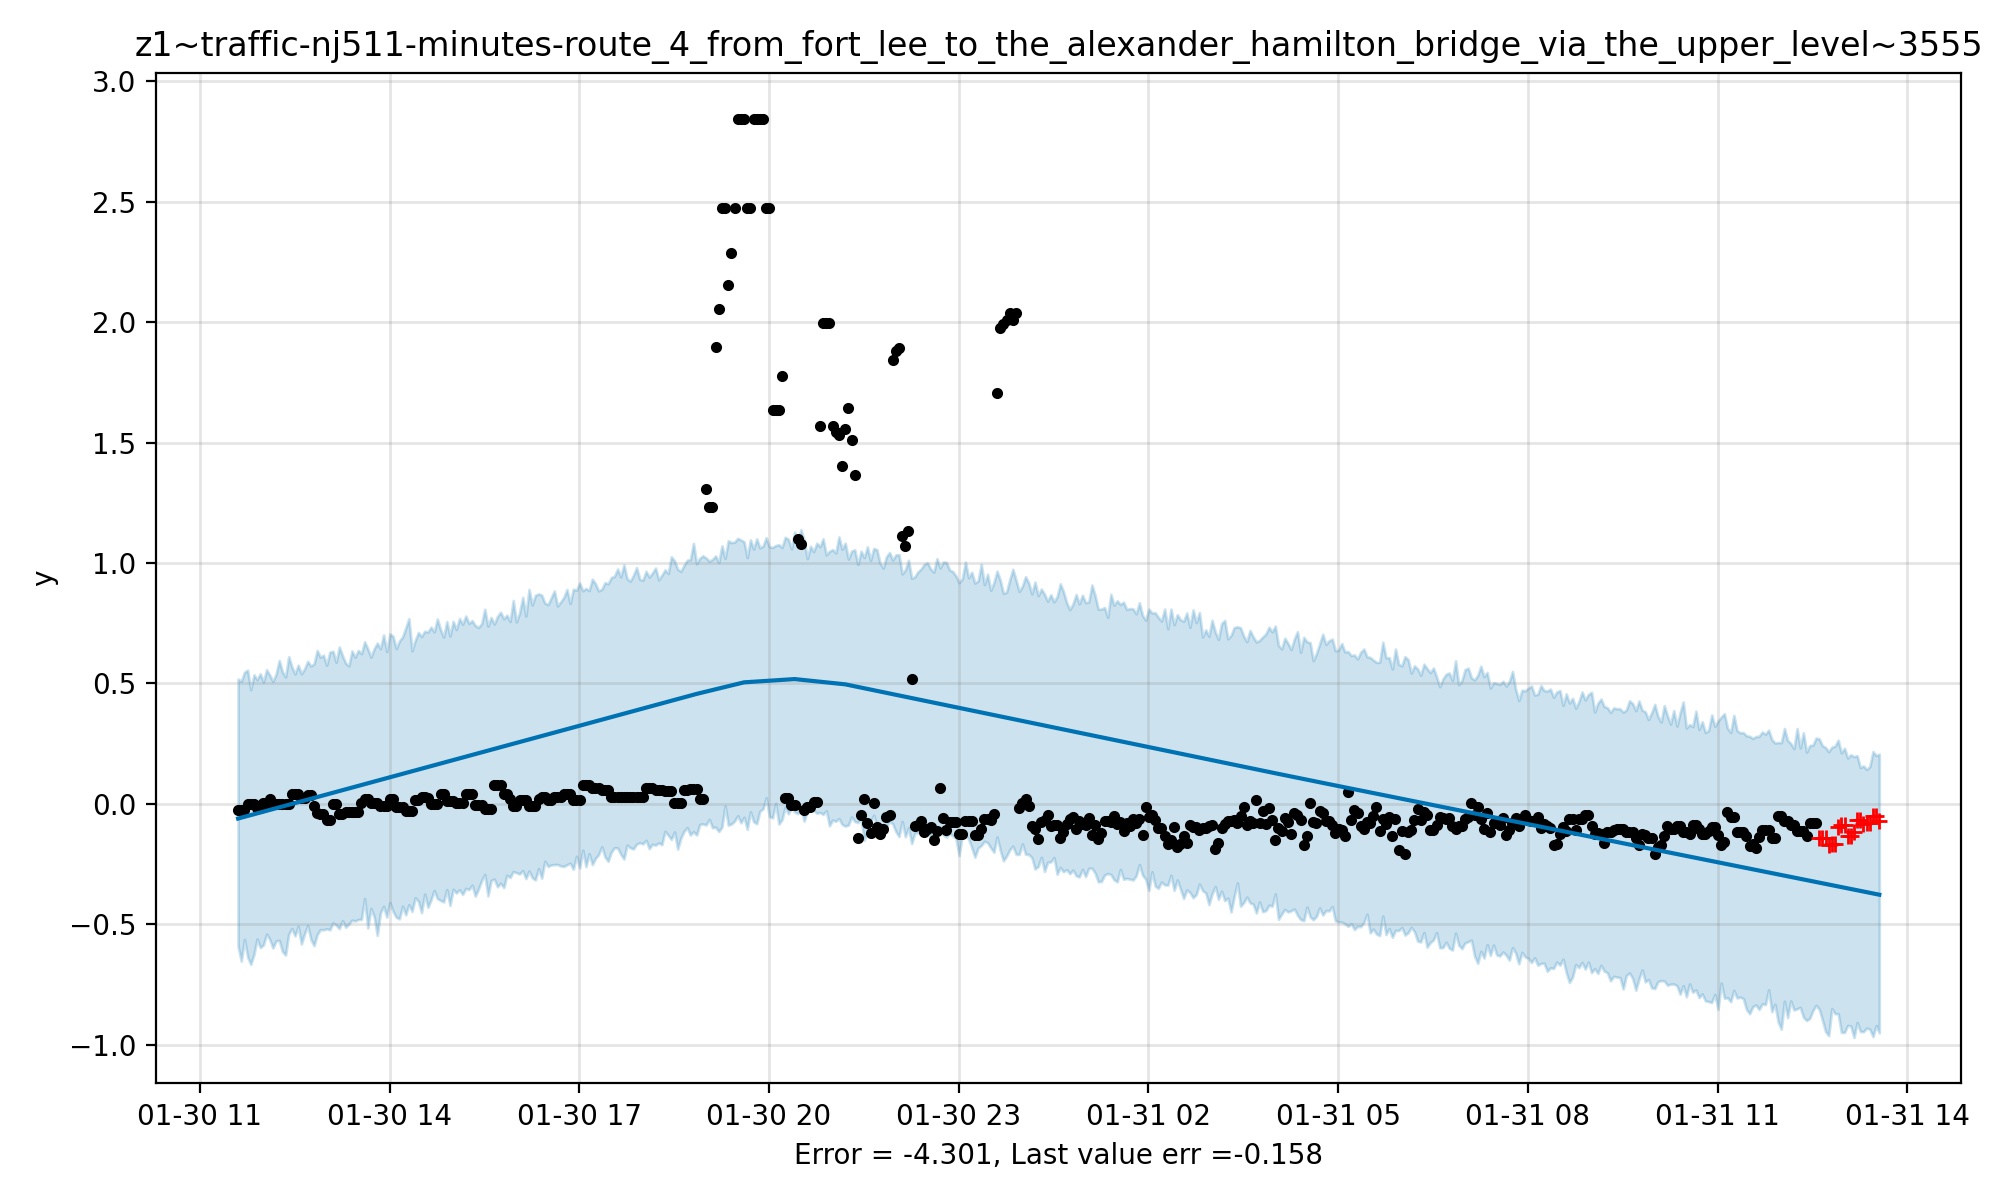 z1~traffic-nj511-minutes-route_4_from_fort_lee_to_the_alexander_hamilton_bridge_via_the_upper_level~3555
3.0
2.5
2.0
1.5
1.0
0.5
0.0
−0.5
−1.0
y
01-30 11 01-30 14 01-30 17 01-30 20 01-30 23 01-31 02 01-31 05 01-31 08 01-31 11 01-31 14
Error = -4.301, Last value err =-0.158